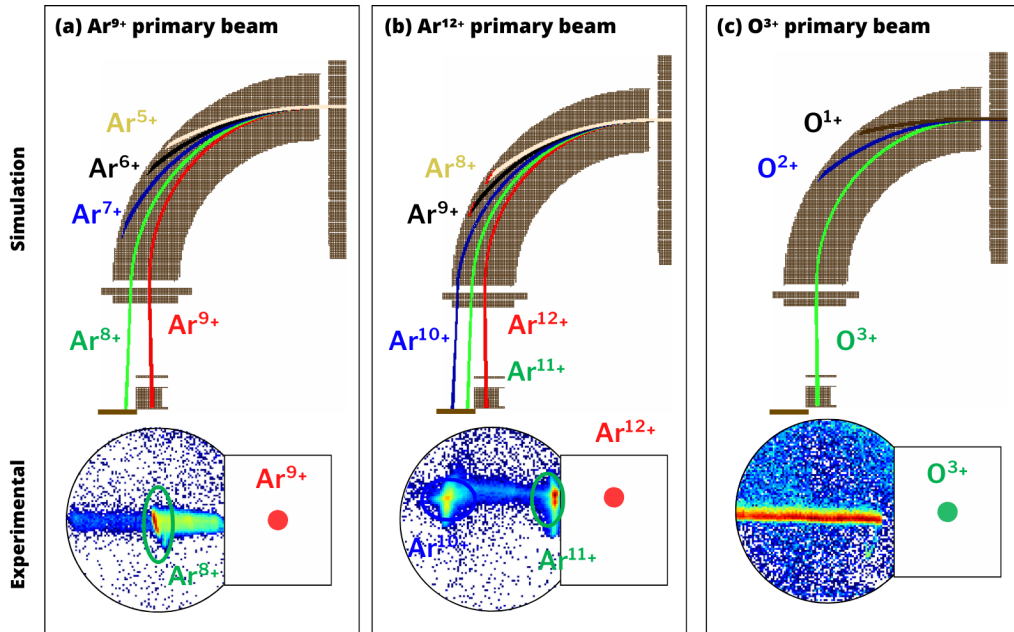 (a) Ar⁹⁺ primary beam
(b) Ar¹²⁺ primary beam
(c) O³⁺ primary beam
Simulation
Ar⁵⁺
Ar⁶⁺
Ar⁷⁺
Ar⁸⁺
Ar⁹⁺
Ar⁸⁺
Ar⁹⁺
Ar¹⁰⁺
Ar¹²⁺
Ar¹¹⁺
O¹⁺
O²⁺
O³⁺
Experimental
Ar⁹⁺
Ar⁸⁺
Ar¹²⁺
Ar¹⁰⁺
Ar¹¹⁺
O³⁺